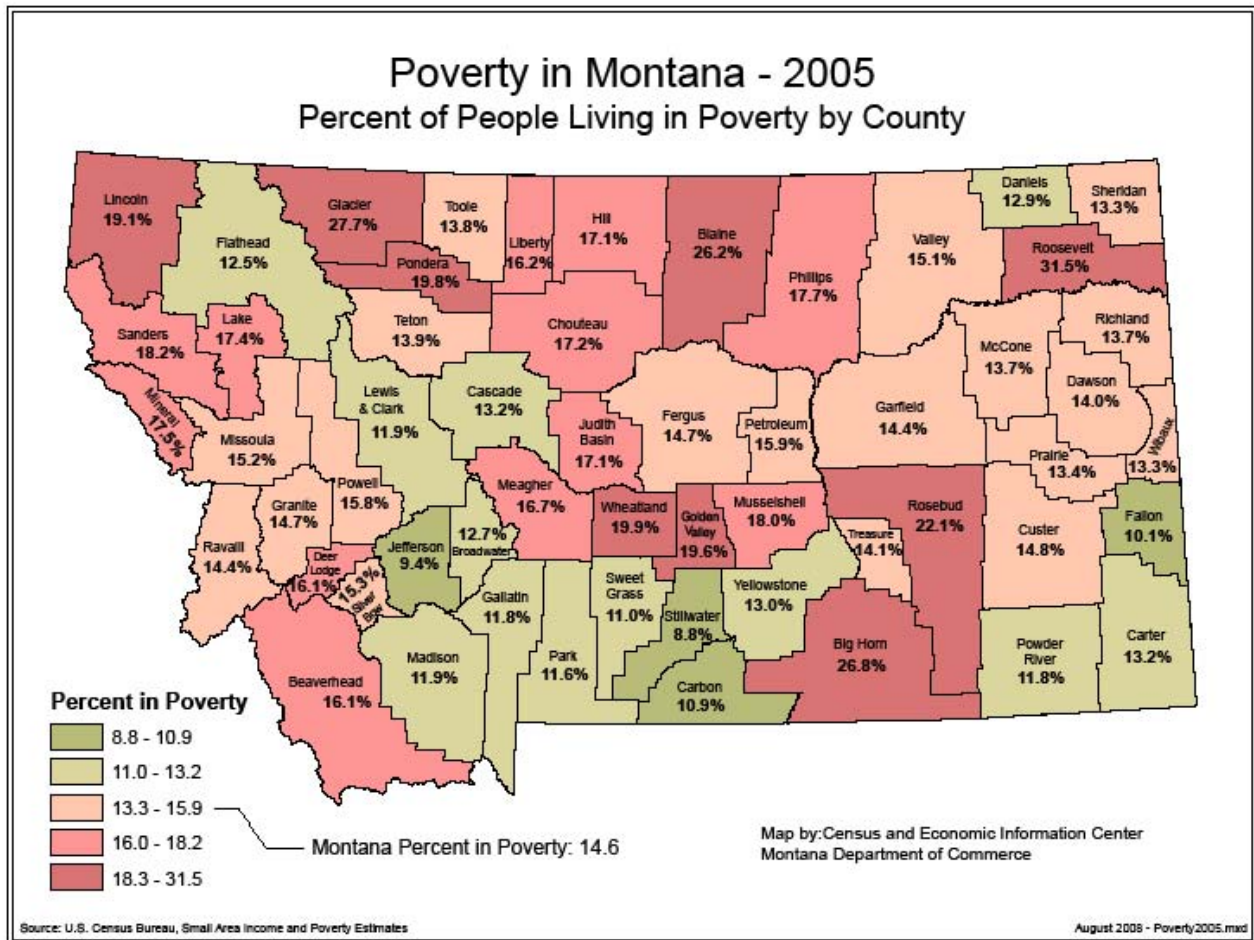 Poverty in Montana - 2005
Percent of People Living in Poverty by County
Lincoln
19.1%
Flathead
12.5%
Glacier
27.7%
Toole
13.8%
Liberty
16.2%
Hill
17.1%
Blaine
26.2%
Phillips
17.7%
Valley
15.1%
Daniels
12.9%
Sheridan
13.3%
Roosevelt
31.5%
Pondera
19.8%
Teton
13.9%
Chouteau
17.2%
Sanders
18.2%
Lake
17.4%
Mineral
17.5%
Missoula
15.2%
Lewis
& Clark
11.9%
Cascade
13.2%
Judith
Basin
17.1%
Fergus
14.7%
Petroleum
15.9%
Garfield
14.4%
McCone
13.7%
Richland
13.7%
Dawson
14.0%
Wibaux
13.3%
Prairie
13.4%
Powell
15.8%
Granite
14.7%
Ravalli
14.4%
Deer
Lodge
16.1%
15.3%
Silver
Bow
Jefferson
9.4%
12.7%
Broadwater
Meagher
16.7%
Wheatland
19.9%
Golden
Valley
19.6%
Musselshell
18.0%
Rosebud
22.1%
Treasure
14.1%
Custer
14.8%
Fallon
10.1%
Beaverhead
16.1%
Madison
11.9%
Gallatin
11.8%
Park
11.6%
Sweet
Grass
11.0%
Stillwater
8.8%
Yellowstone
13.0%
Carbon
10.9%
Big Horn
26.8%
Powder
River
11.8%
Carter
13.2%
Percent in Poverty
8.8 - 10.9
11.0 - 13.2
13.3 - 15.9
16.0 - 18.2
18.3 - 31.5
Montana Percent in Poverty: 14.6
Map by:Census and Economic Information Center
Montana Department of Commerce
Source: U.S. Census Bureau, Small Area Income and Poverty Estimates
August 2008 - Poverty2005.mxd